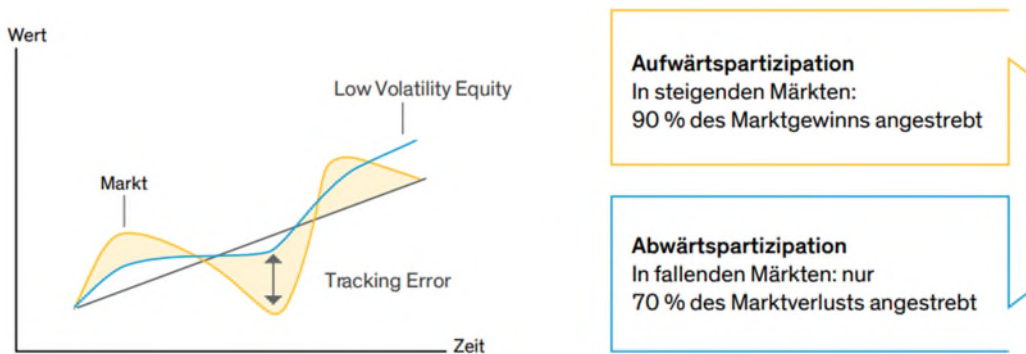 Wert
Low Volatility Equity
Markt
Tracking Error
Zeit
Aufwärtspartizipation
In steigenden Märkten:
90 % des Marktgewinns angestrebt
Abwärtspartizipation
In fallenden Märkten: nur
70 % des Marktverlusts angestrebt